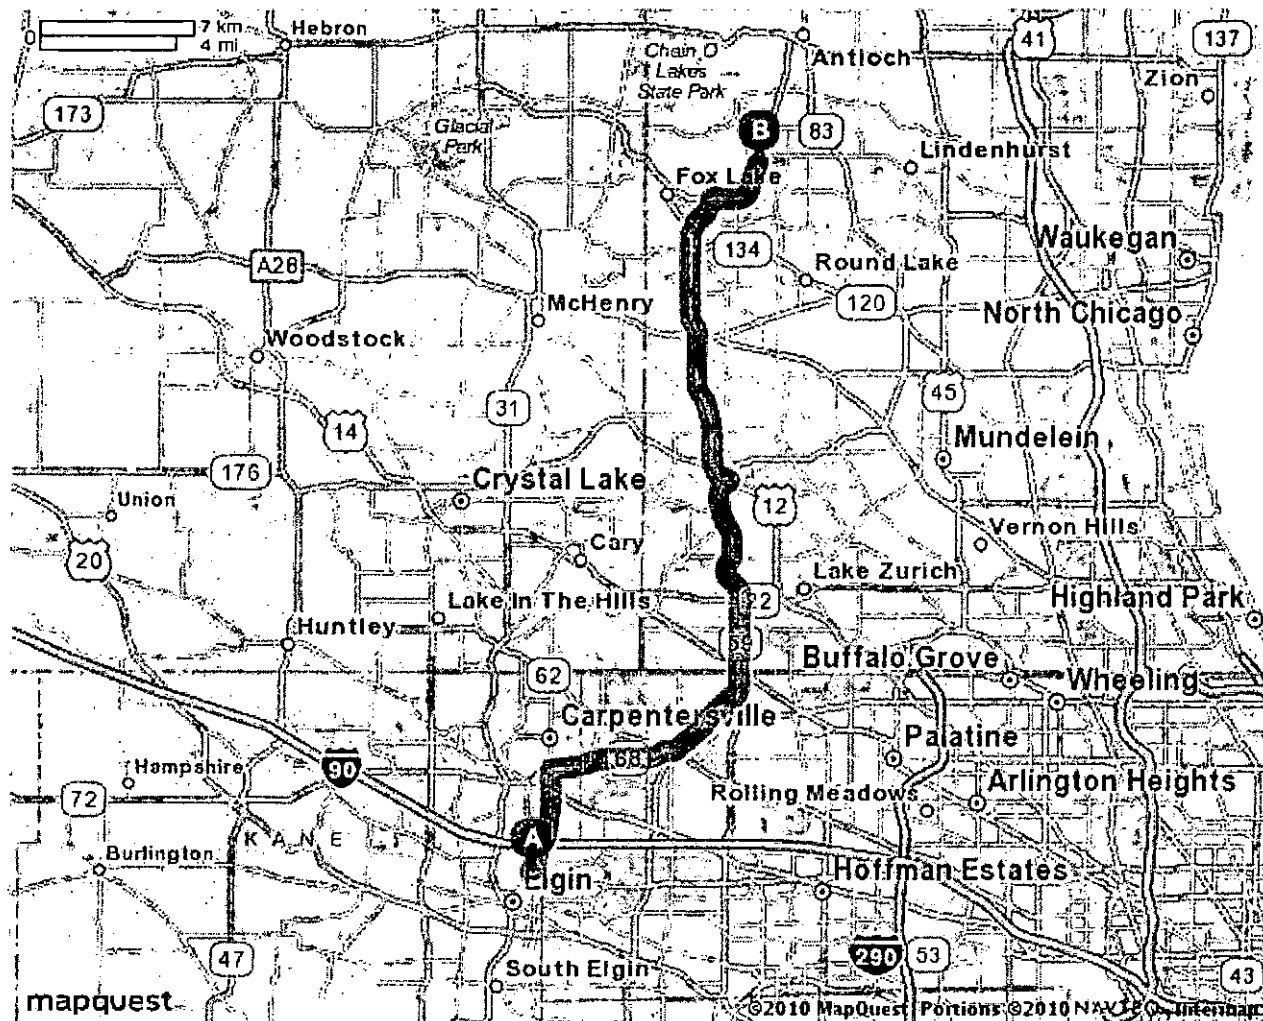 0
7 km
4 mi
Hebron
41
137
Chain O
Lakes
State Park
Antioch
Zion
173
Glacial
Park
B
83
Lindenhurst
Fox Lake
134
Waukegan
A26
Round Lake
McHenry
120
North Chicago
Woodstock
31
45
14
Mundelein
176
Crystal Lake
Union
12
Vernon Hills
20
Cary
Lake Zurich
Lake In The Hills
22
Highland Park
Huntley
62
Buffalo Grove
Wheeling
Carpentersville
68
Palatine
90
Hampshire
72
Rolling Meadows
Arlington Heights
KANE
A
Burlington
Hoffman Estates
Elgin
47
290
53
South Elgin
43
mapquest
©2010 MapQuest Portions ©2010 NAVTEQ, Intermap